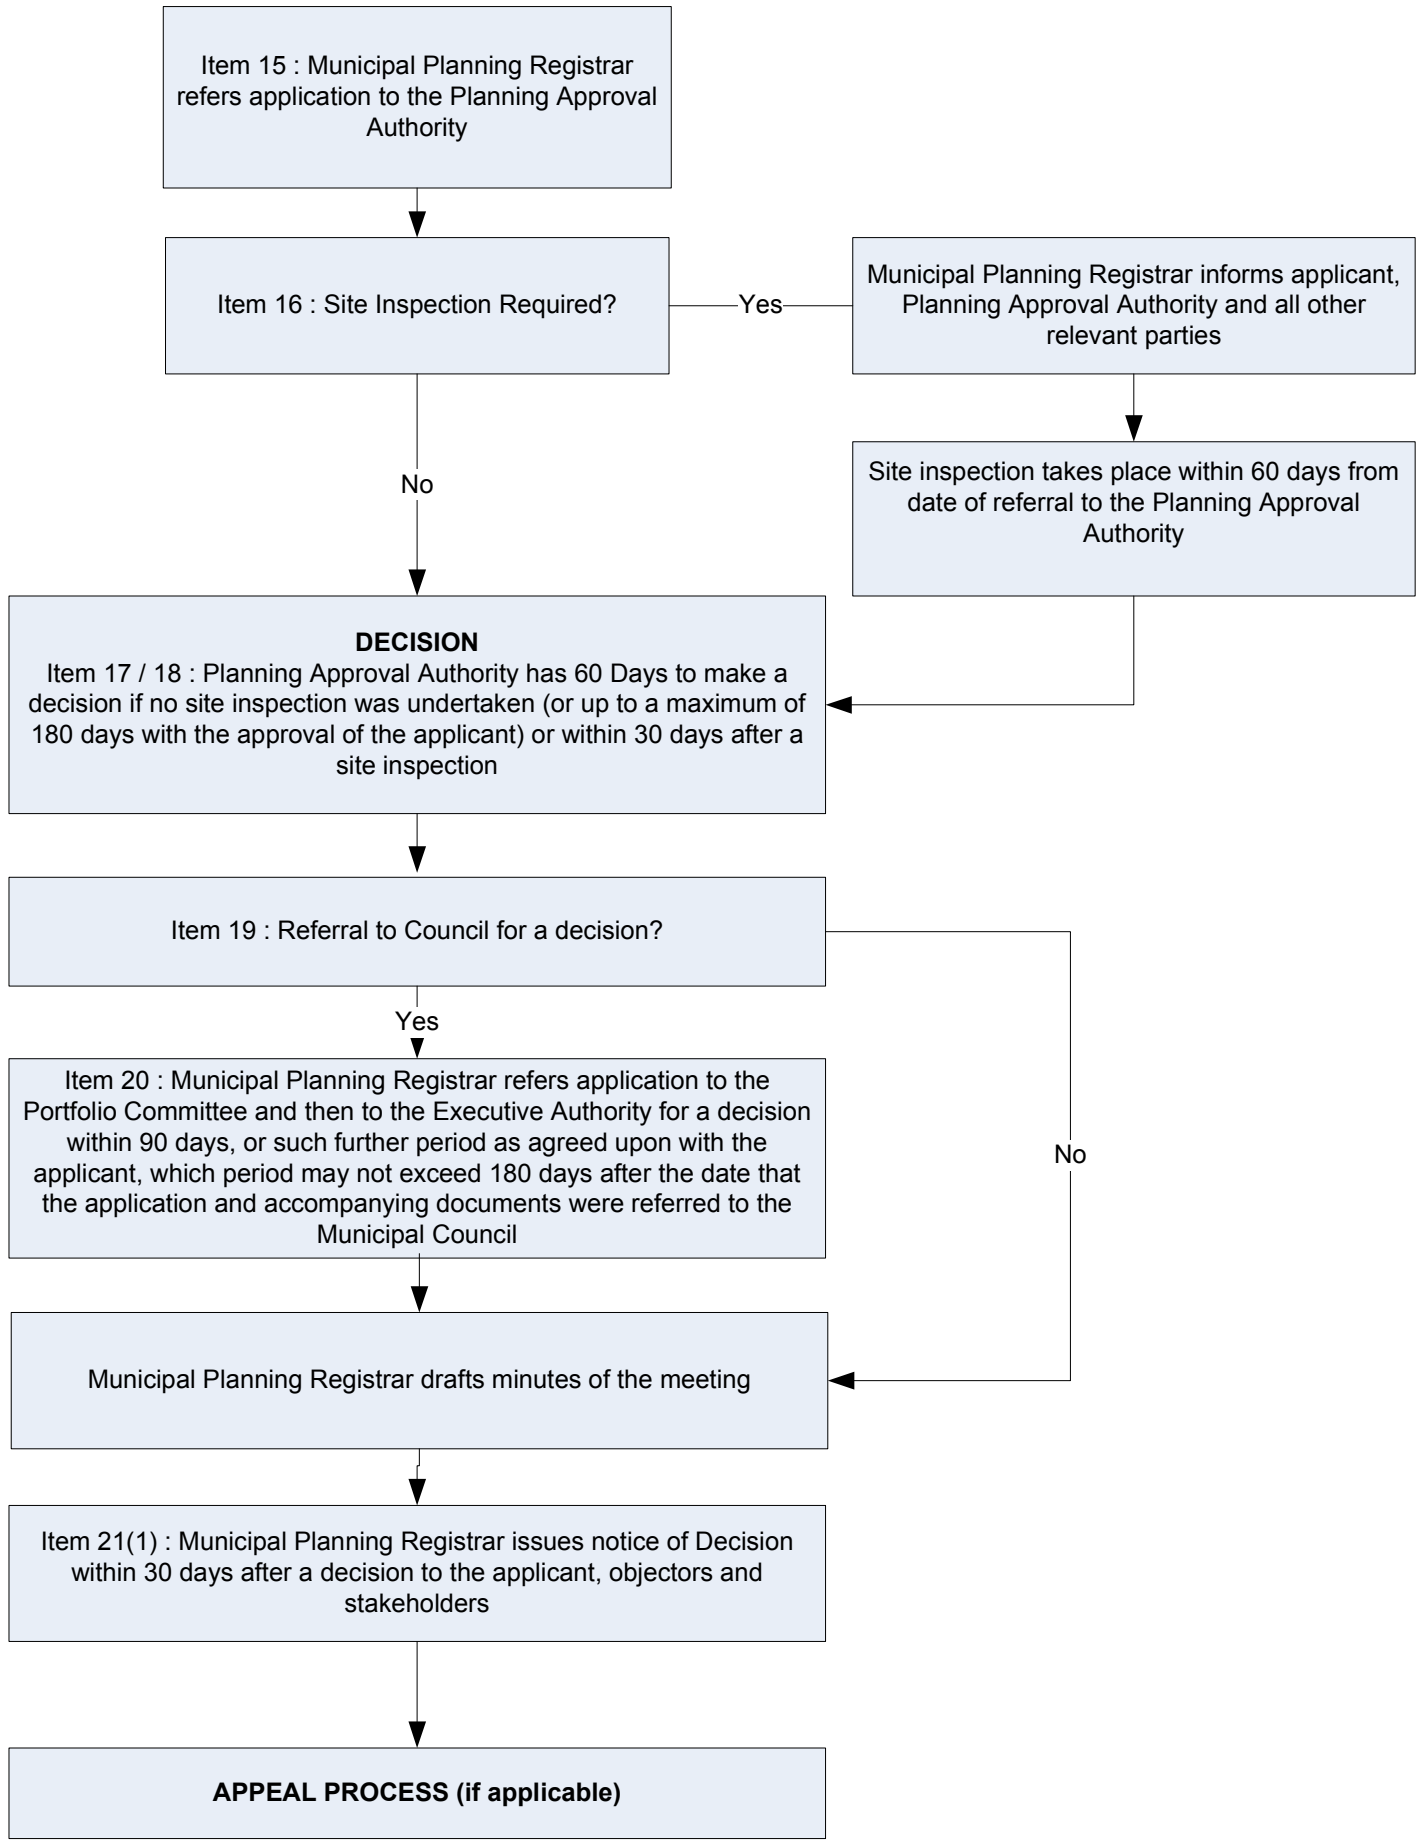 Item 15 : Municipal Planning Registrar
refers application to the Planning Approval
Authority
Item 16 : Site Inspection Required?
Yes
Municipal Planning Registrar informs applicant,
Planning Approval Authority and all other
relevant parties
Site inspection takes place within 60 days from
date of referral to the Planning Approval
Authority
No
DECISION
Item 17 / 18 : Planning Approval Authority has 60 Days to make a
decision if no site inspection was undertaken (or up to a maximum of
180 days with the approval of the applicant) or within 30 days after a
site inspection
Item 19 : Referral to Council for a decision?
Yes
Item 20 : Municipal Planning Registrar refers application to the
Portfolio Committee and then to the Executive Authority for a decision
within 90 days, or such further period as agreed upon with the
applicant, which period may not exceed 180 days after the date that
the application and accompanying documents were referred to the
Municipal Council
No
Municipal Planning Registrar drafts minutes of the meeting
Item 21(1) : Municipal Planning Registrar issues notice of Decision
within 30 days after a decision to the applicant, objectors and
stakeholders
APPEAL PROCESS (if applicable)